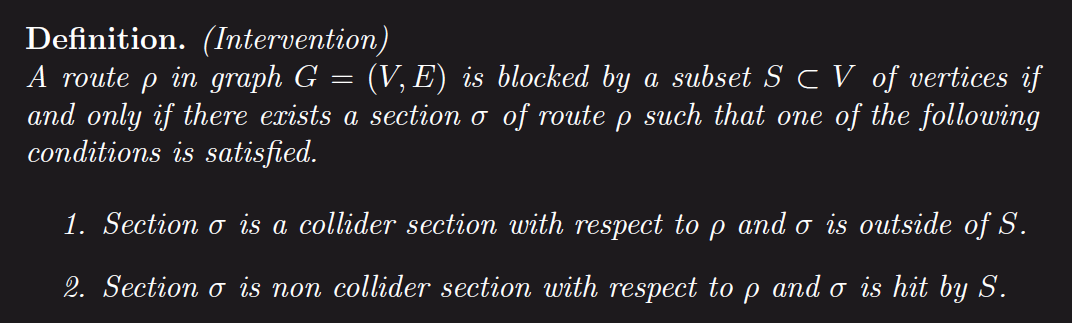 Definition. (Intervention)
A route ρ in graph G = (V, E) is blocked by a subset S ⊂ V of vertices if
and only if there exists a section σ of route ρ such that one of the following
conditions is satisfied.
1. Section σ is a collider section with respect to ρ and σ is outside of S.
2. Section σ is non collider section with respect to ρ and σ is hit by S.